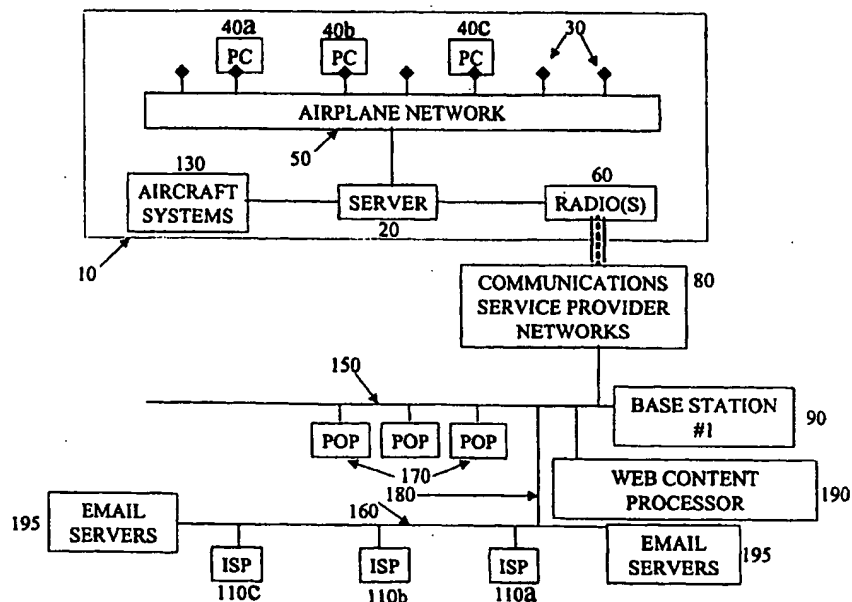 40a
40b
40c
30
PC
PC
PC
AIRPLANE NETWORK
50
130
60
AIRCRAFT
SYSTEMS
SERVER
RADIO(S)
20
10
COMMUNICATIONS
SERVICE PROVIDER
NETWORKS
80
150
BASE STATION
#1
90
POP
POP
POP
170
180
160
WEB CONTENT
PROCESSOR
190
195
EMAIL
SERVERS
EMAIL
SERVERS
195
ISP
ISP
ISP
110C
110b
110a